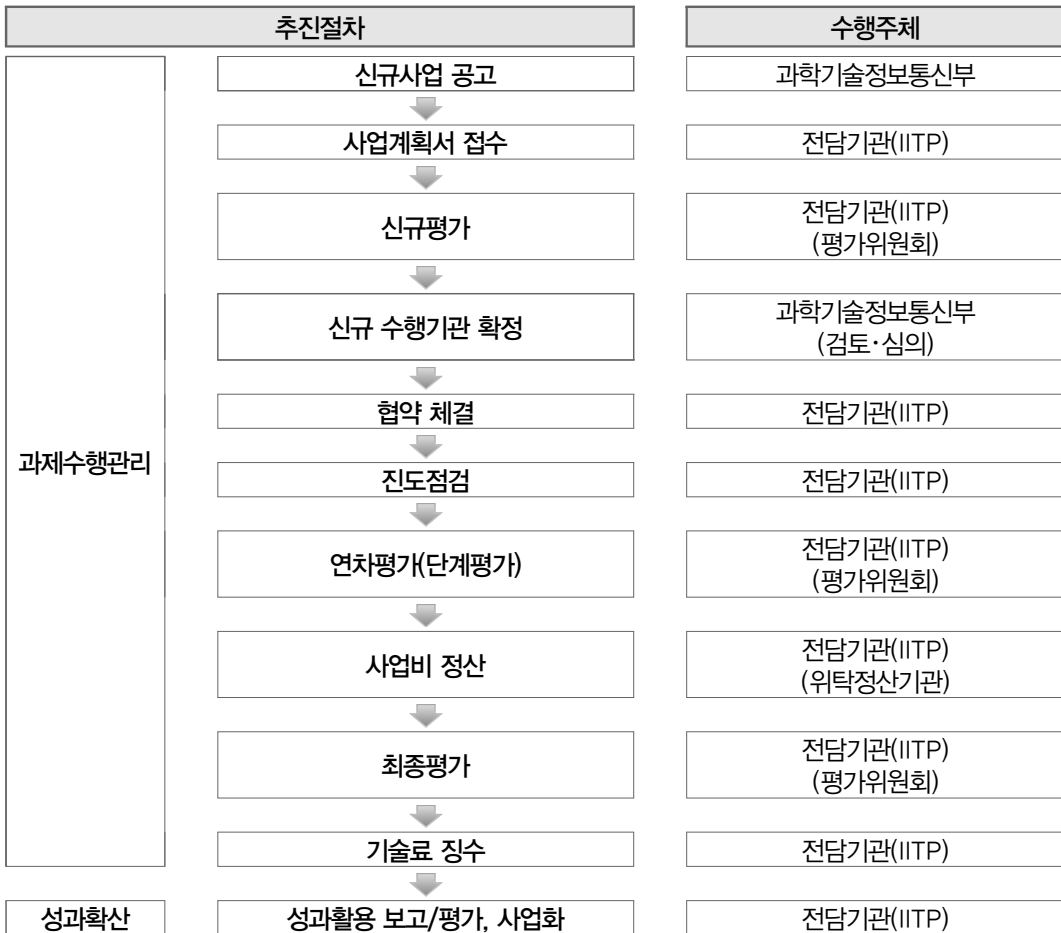 추진절차 수행주체
신규사업 공고 과학기술정보통신부
사업계획서 접수 전담기관(IITP)
신규평가 전담기관(IITP)
(평가위원회)
신규 수행기관 확정 과학기술정보통신부
(검토·심의)
협약 체결 전담기관(IITP)
과제수행관리
진도점검 전담기관(IITP)
연차평가(단계평가) 전담기관(IITP)
(평가위원회)
사업비 정산 전담기관(IITP)
(위탁정산기관)
최종평가 전담기관(IITP)
(평가위원회)
기술료 징수 전담기관(IITP)
성과확산 성과활용 보고/평가, 사업화 전담기관(IITP)